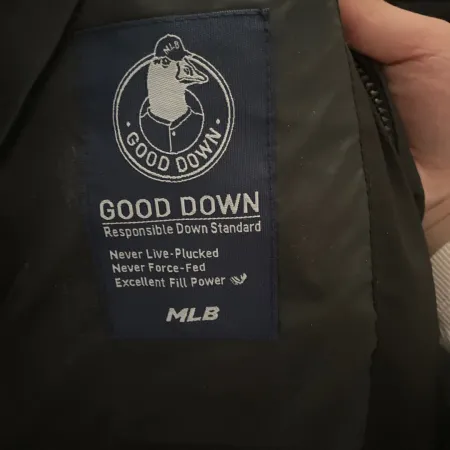 MLB
GOOD DOWN
GOOD DOWN
Responsible Down Standard
Never Live-Plucked
Never Force-Fed
Excellent Fill Power
MLB